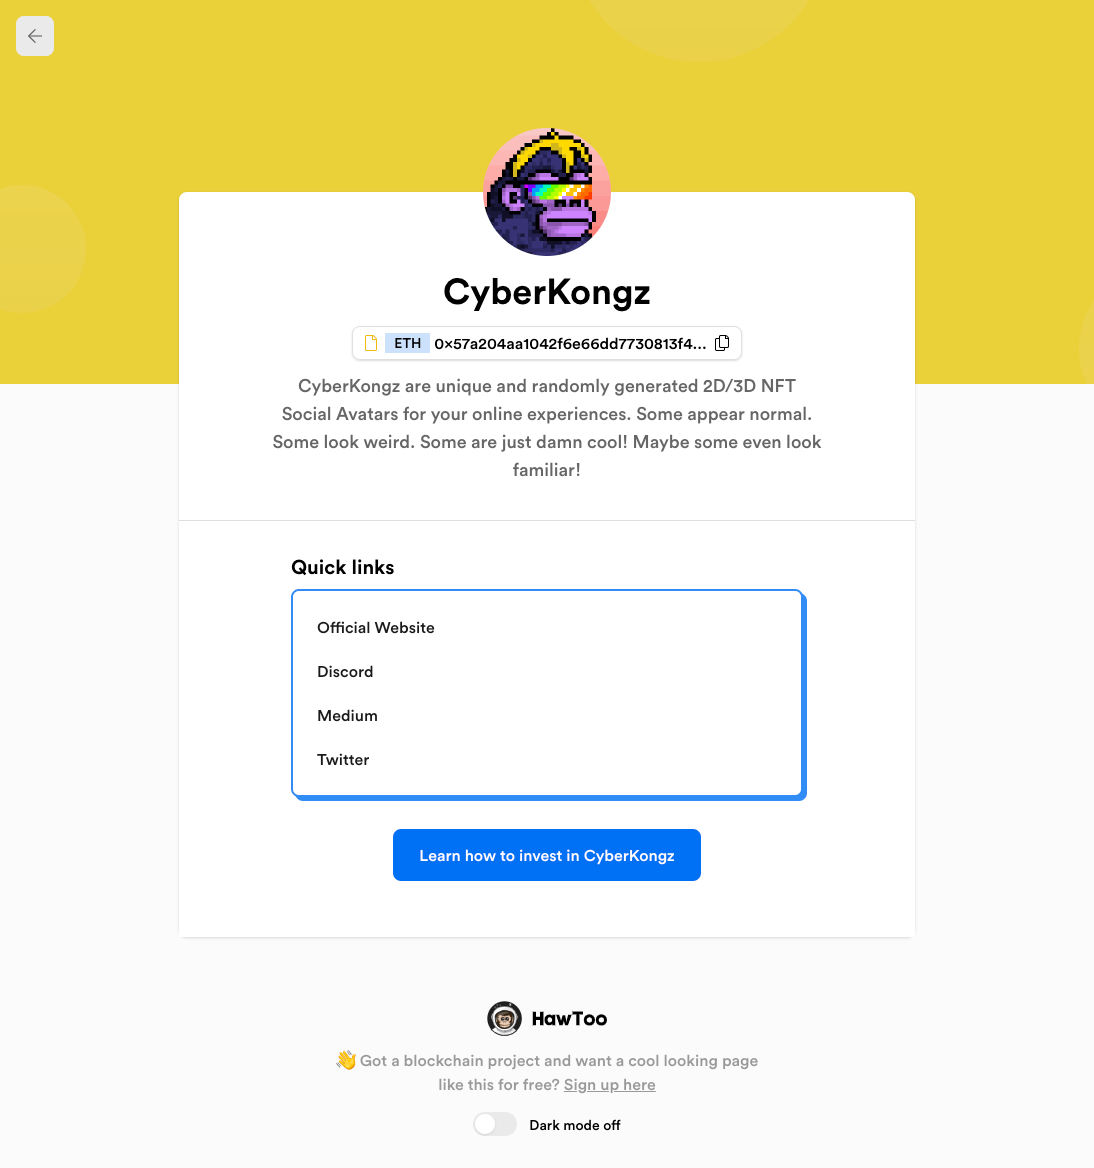 CyberKongz
ETH 0x57a204aa1042f6e66dd7730813f4...
CyberKongz are unique and randomly generated 2D/3D NFT
Social Avatars for your online experiences. Some appear normal.
Some look weird. Some are just damn cool! Maybe some even look
familiar!
Quick links
Official Website
Discord
Medium
Twitter
Learn how to invest in CyberKongz
HawToo
👋 Got a blockchain project and want a cool looking page
like this for free? Sign up here
Dark mode off